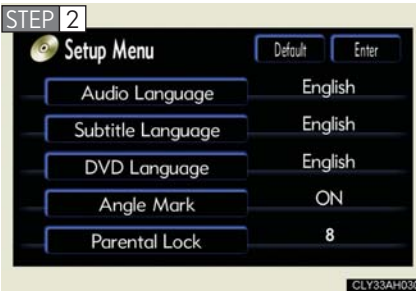 STEP 2
Setup Menu Default Enter
Audio Language English
Subtitle Language English
DVD Language English
Angle Mark ON
Parental Lock 8
CLY33AH030